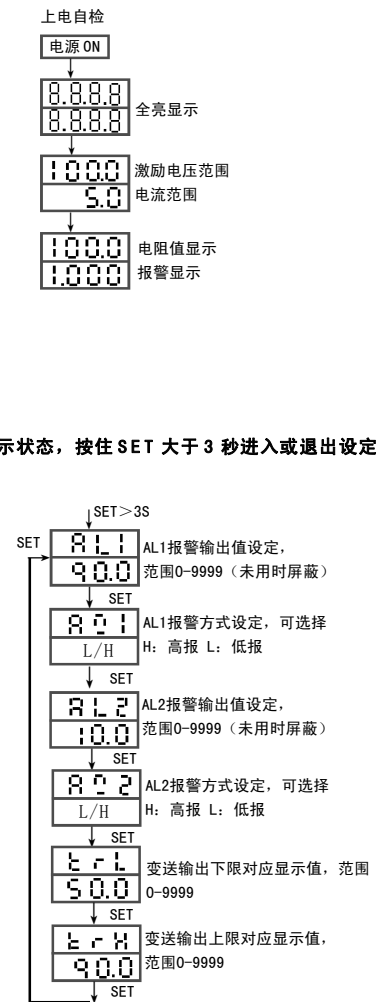 上电自检
电源 ON
8.8.8.8
8.8.8.8
全亮显示
100.0
激励电压范围
5.0
电流范围
100.0
电阻值显示
1.000
报警显示
示状态，按住SET 大于3 秒进入或退出设定
SET＞3S
SET
AL1
AL1报警输出值设定，
90.0
范围0-9999（未用时屏蔽）
SET
AL1报警方式设定，可选择
L/H
H：高报 L：低报
SET
AL2
AL2报警输出值设定，
10.0
范围0-9999（未用时屏蔽）
SET
AL2报警方式设定，可选择
L/H
H：高报 L：低报
SET
trL
变送输出下限对应显示值，范围
50.0
0-9999
SET
trH
变送输出上限对应显示值，
90.0
范围0-9999
SET